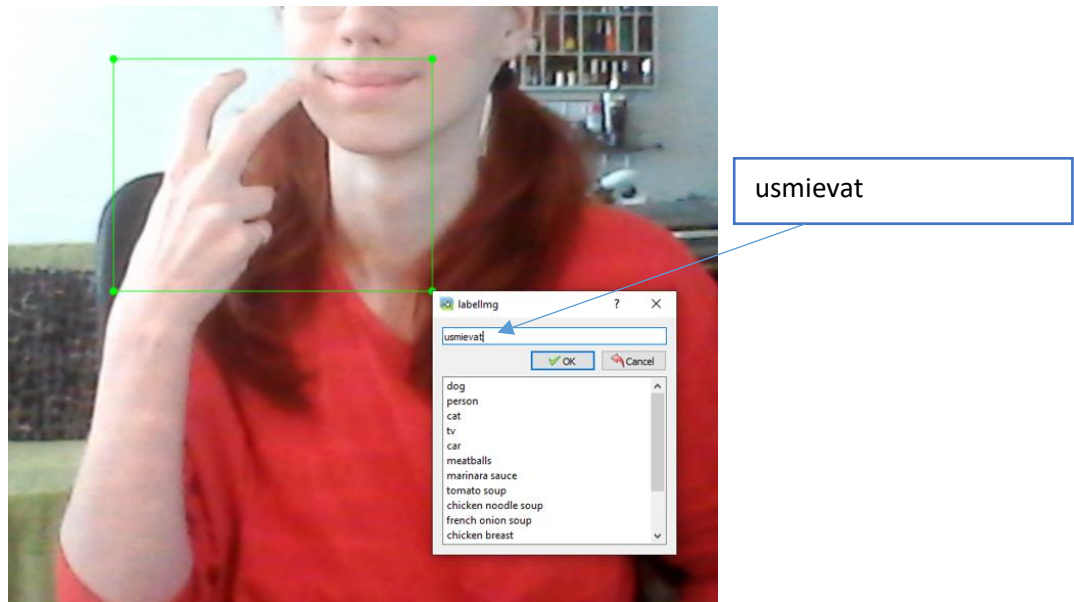 usmievat
labelImg ? X
usmievat
OK Cancel
dog
person
cat
tv
car
meatballs
marinara sauce
tomato soup
chicken noodle soup
french onion soup
chicken breast